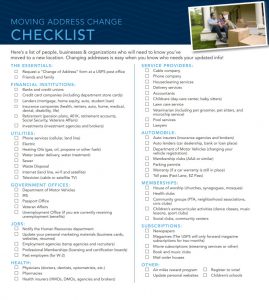 MOVING ADDRESS CHANGE
CHECKLIST
Here's a list of people, businesses & organizations who will need to know you've
moved to a new location. Changing addresses is easy when you know who needs your updated info!
THE ESSENTIALS:
Request a "Change of Address" form at a USPS post office
Friends and family
FINANCIAL INSTITUTIONS:
Banks and credit unions
Credit card companies (including department store cards)
Lenders (mortgage, home equity, auto, student loan)
Insurance companies (health, renters, auto, home, medical,
dental, disability, life)
Retirement (pension plans, 401K, retirement accounts,
Social Security, Veterans Affairs)
Investments (investment agencies and brokers)
UTILITIES:
Phone services (cellular, land line)
Electric
Heating (Gas type, oil, propane or other fuels)
Water (water delivery, water treatment)
Sewer
Waste Disposal
Internet (land line, wifi and satellite)
Television (cable or satellite TV)
GOVERNMENT OFFICES:
Department of Motor Vehicles
IRS
Passport Office
Veteran Affairs
Unemployment Office (if you are currently receiving
unemployment benefits)
JOBS:
Notify the Human Resources department
Update your personal marketing materials (business cards,
websites, resumes)
Employment agencies (temp agencies and recruiters)
Professional Memberships (licensing and certification boards)
Past employers (for W-2)
HEALTH:
Physicians (doctors, dentists, optometrists, etc.)
Pharmacies
Health insurers (HMOs, DMOs, agencies and brokers)
SERVICE PROVIDERS:
Cable company
Phone company
Housecleaning services
Delivery services
Accountants
Childcare (day care center, baby sitters)
Lawn care service
Veterinarian (including pet groomer, pet sitters, and
microchip service)
Pool services
Lawyers
AUTOMOBILE:
Auto insurers (insurance agencies and brokers)
Auto lenders (car dealership, bank or loan place)
Department of Motor Vehicles (changing your
vehicle registration)
Membership clubs (AAA or similar)
Parking permits
Warranty (if a car warranty is still in place)
Toll pass (Fast Lane, EZ Pass)
MEMBERSHIPS:
House of worship (churches, synagogues, mosques)
Health clubs
Community groups (PTA, neighborhood associations,
civic clubs)
Children's extracurricular activities (dance classes, music
lessons, sport clubs)
Social clubs, community centers
SUBSCRIPTIONS:
Newspapers
Magazines (The USPS will only forward magazine
subscriptions for two months)
Movie subscriptions (streaming services or other)
Book and music clubs
Mail order houses
OTHER:
Air miles reward program
Update personal websites
Register to vote!
Children's schools